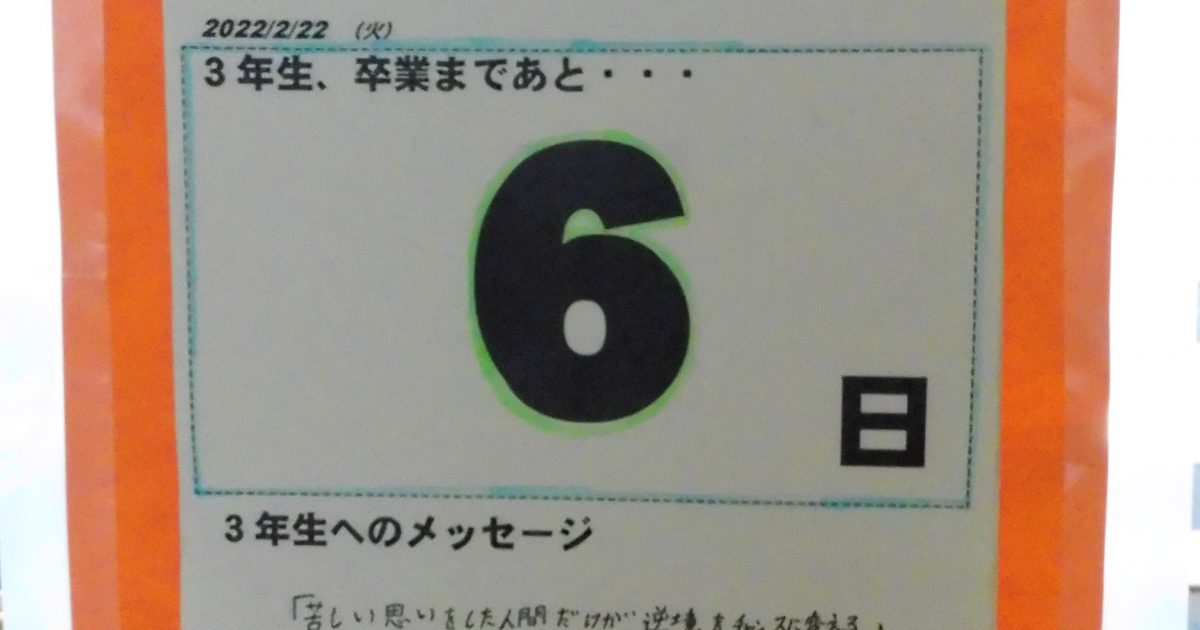 2022/2/22 (火)
3年生、卒業まであと・・・
6
日
3年生へのメッセージ
「苦しい思いをした人間だけが逆境をチャンスに変える」